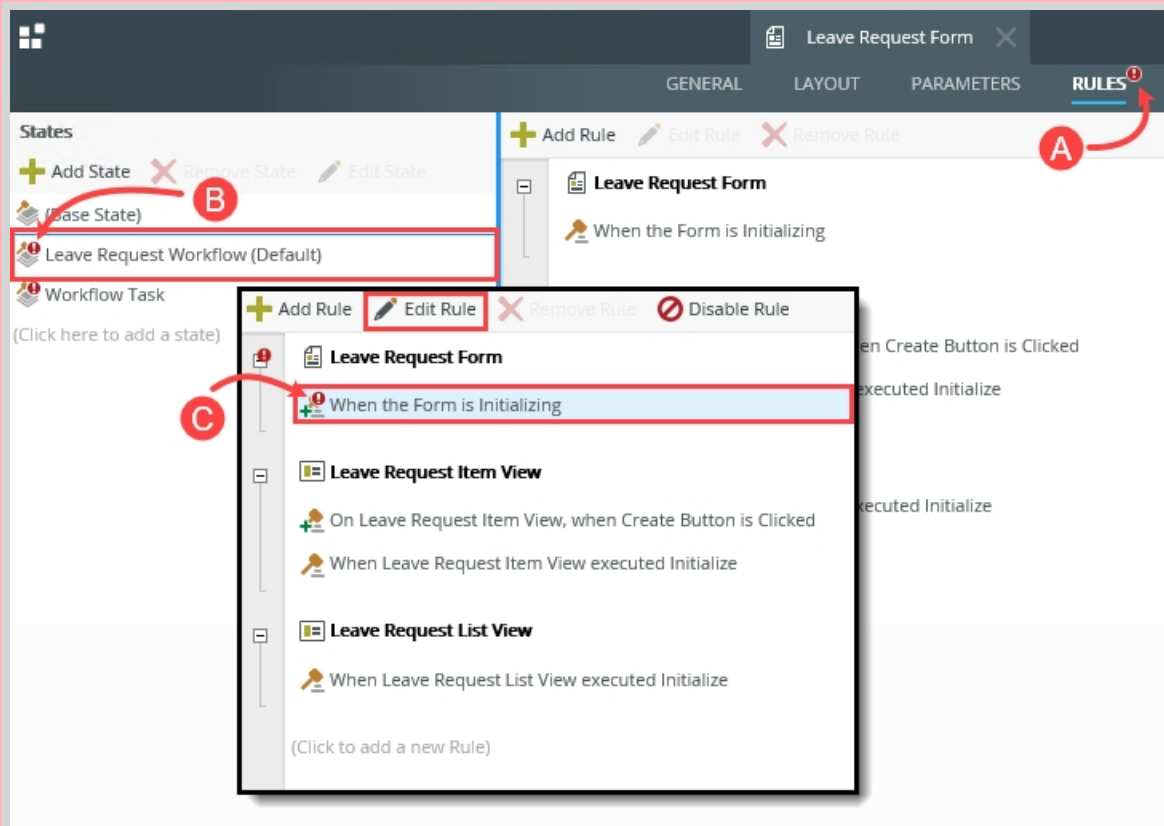 Leave Request Form
GENERAL LAYOUT PARAMETERS RULES
A
States
Add State Remove State Edit State
B
(Base State)
Leave Request Workflow (Default)
Workflow Task
(Click here to add a state)
Add Rule Edit Rule Remove Rule
Leave Request Form
When the Form is Initializing
en Create Button is Clicked
executed Initialize
xecuted Initialize
Add Rule Edit Rule Remove Rule Disable Rule
Leave Request Form
C
When the Form is Initializing
Leave Request Item View
On Leave Request Item View, when Create Button is Clicked
When Leave Request Item View executed Initialize
Leave Request List View
When Leave Request List View executed Initialize
(Click to add a new Rule)